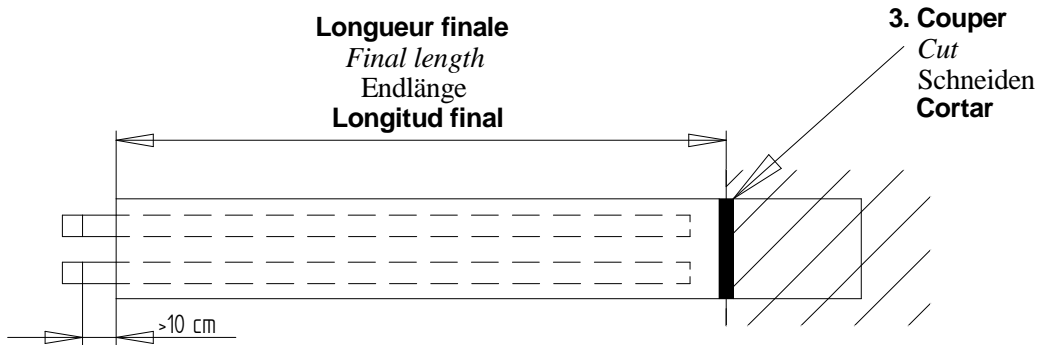 Longueur finale
Final length
Endlänge
Longitud final
3. Couper
Cut
Schneiden
Cortar
>10 cm